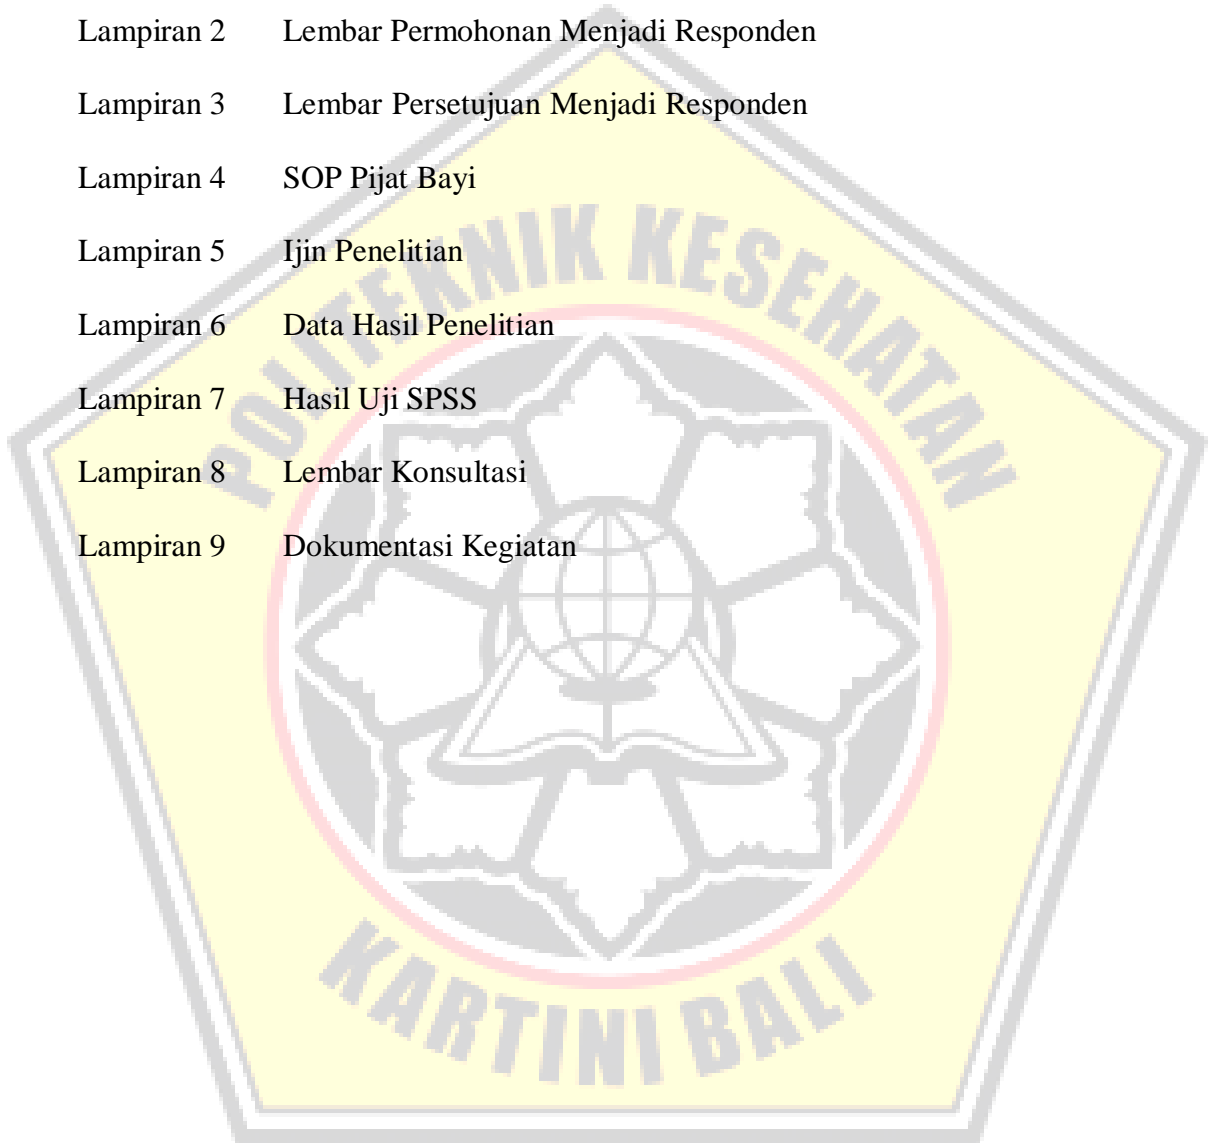 Lampiran 2 Lembar Permohonan Menjadi Responden
Lampiran 3 Lembar Persetujuan Menjadi Responden
Lampiran 4 SOP Pijat Bayi
Lampiran 5 Ijin Penelitian
Lampiran 6 Data Hasil Penelitian
Lampiran 7 Hasil Uji SPSS
Lampiran 8 Lembar Konsultasi
Lampiran 9 Dokumentasi Kegiatan
POLITEKNIK KESEHATAN
KARTINI BALI